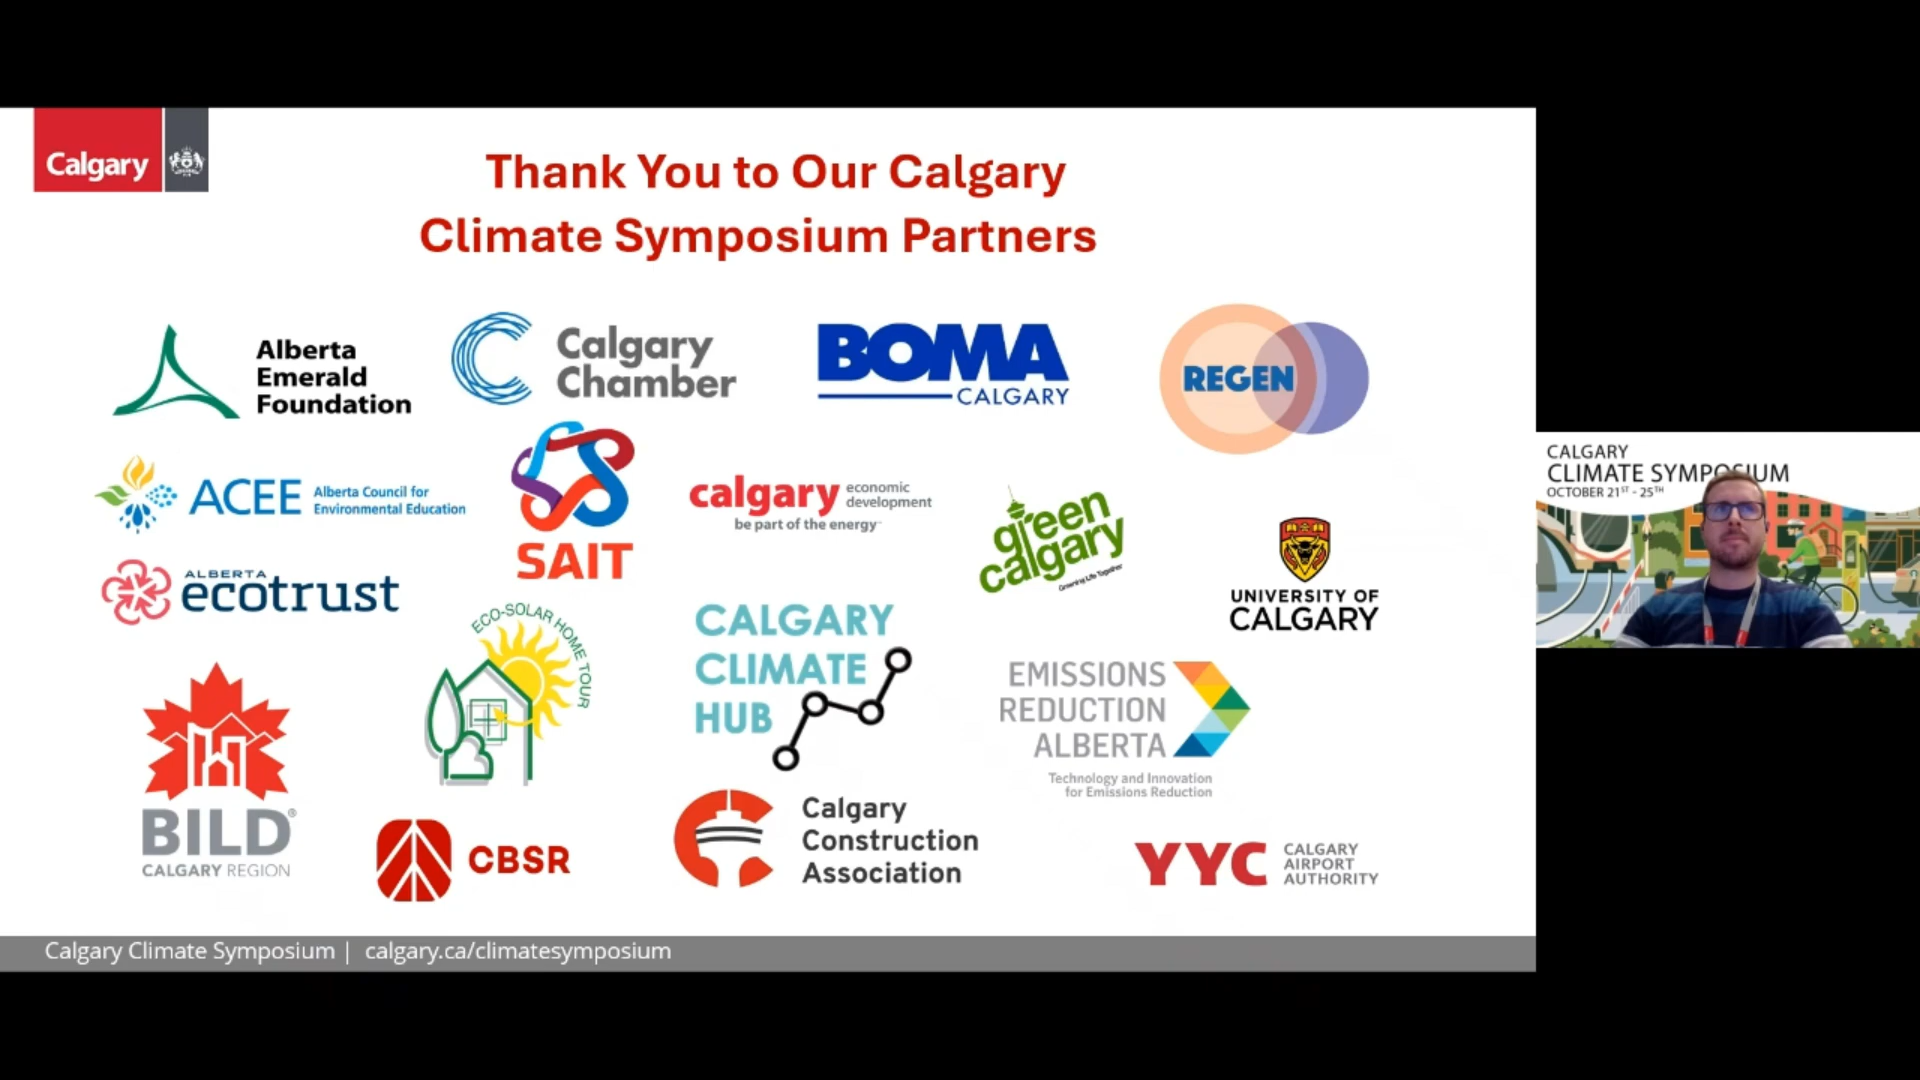 Calgary
Thank You to Our Calgary
Climate Symposium Partners
Alberta
Emerald
Foundation
Calgary
Chamber
BOMA
CALGARY
REGEN
ACEE
Alberta Council for
Environmental Education
SAIT
calgary
economic
development
be part of the energy
green
calgary
Growing Life Together
UNIVERSITY OF
CALGARY
ALBERTA
ecotrust
ECO-SOLAR HOME TOUR
CALGARY
CLIMATE
HUB
EMISSIONS
REDUCTION
ALBERTA
Technology and Innovation
for Emissions Reduction
BILD®
CALGARY REGION
CBSR
Calgary
Construction
Association
YYC
CALGARY
AIRPORT
AUTHORITY
Calgary Climate Symposium | calgary.ca/climatesymposium
CALGARY
CLIMATE SYMPOSIUM
OCTOBER 21ST - 25TH